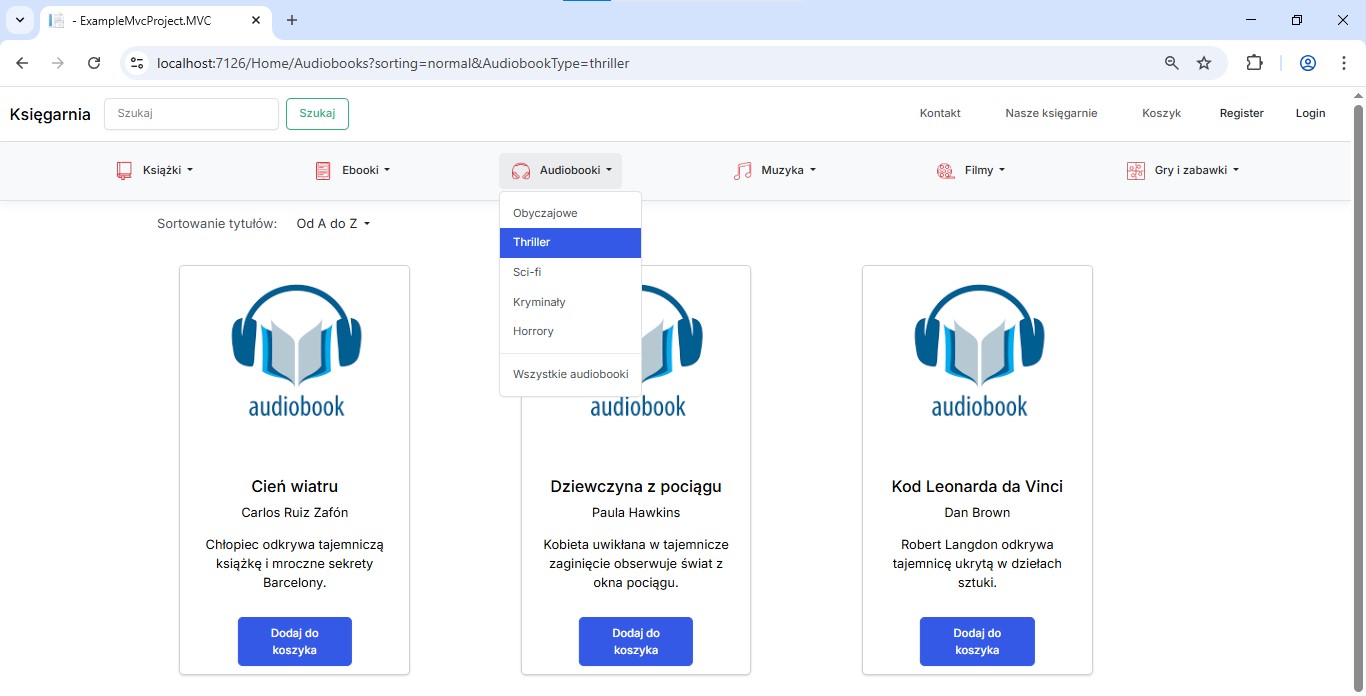 - ExampleMvcProject.MVC
localhost:7126/Home/Audiobooks?sorting=normal&AudiobookType=thriller
Księgarnia
Szukaj
Szukaj
Kontakt
Nasze księgarnie
Koszyk
Register
Login
Książki
Ebooki
Audiobooki
Muzyka
Filmy
Gry i zabawki
Sortowanie tytułów:
Od A do Z
Obyczajowe
Thriller
Sci-fi
Kryminały
Horrory
Wszystkie audiobooki
audiobook
Cień wiatru
Carlos Ruiz Zafón
Chłopiec odkrywa tajemniczą
książkę i mroczne sekrety
Barcelony.
Dodaj do
koszyka
audiobook
Dziewczyna z pociągu
Paula Hawkins
Kobieta uwikłana w tajemnicze
zaginięcie obserwuje świat z
okna pociągu.
Dodaj do
koszyka
audiobook
Kod Leonarda da Vinci
Dan Brown
Robert Langdon odkrywa
tajemnicę ukrytą w dziełach
sztuki.
Dodaj do
koszyka